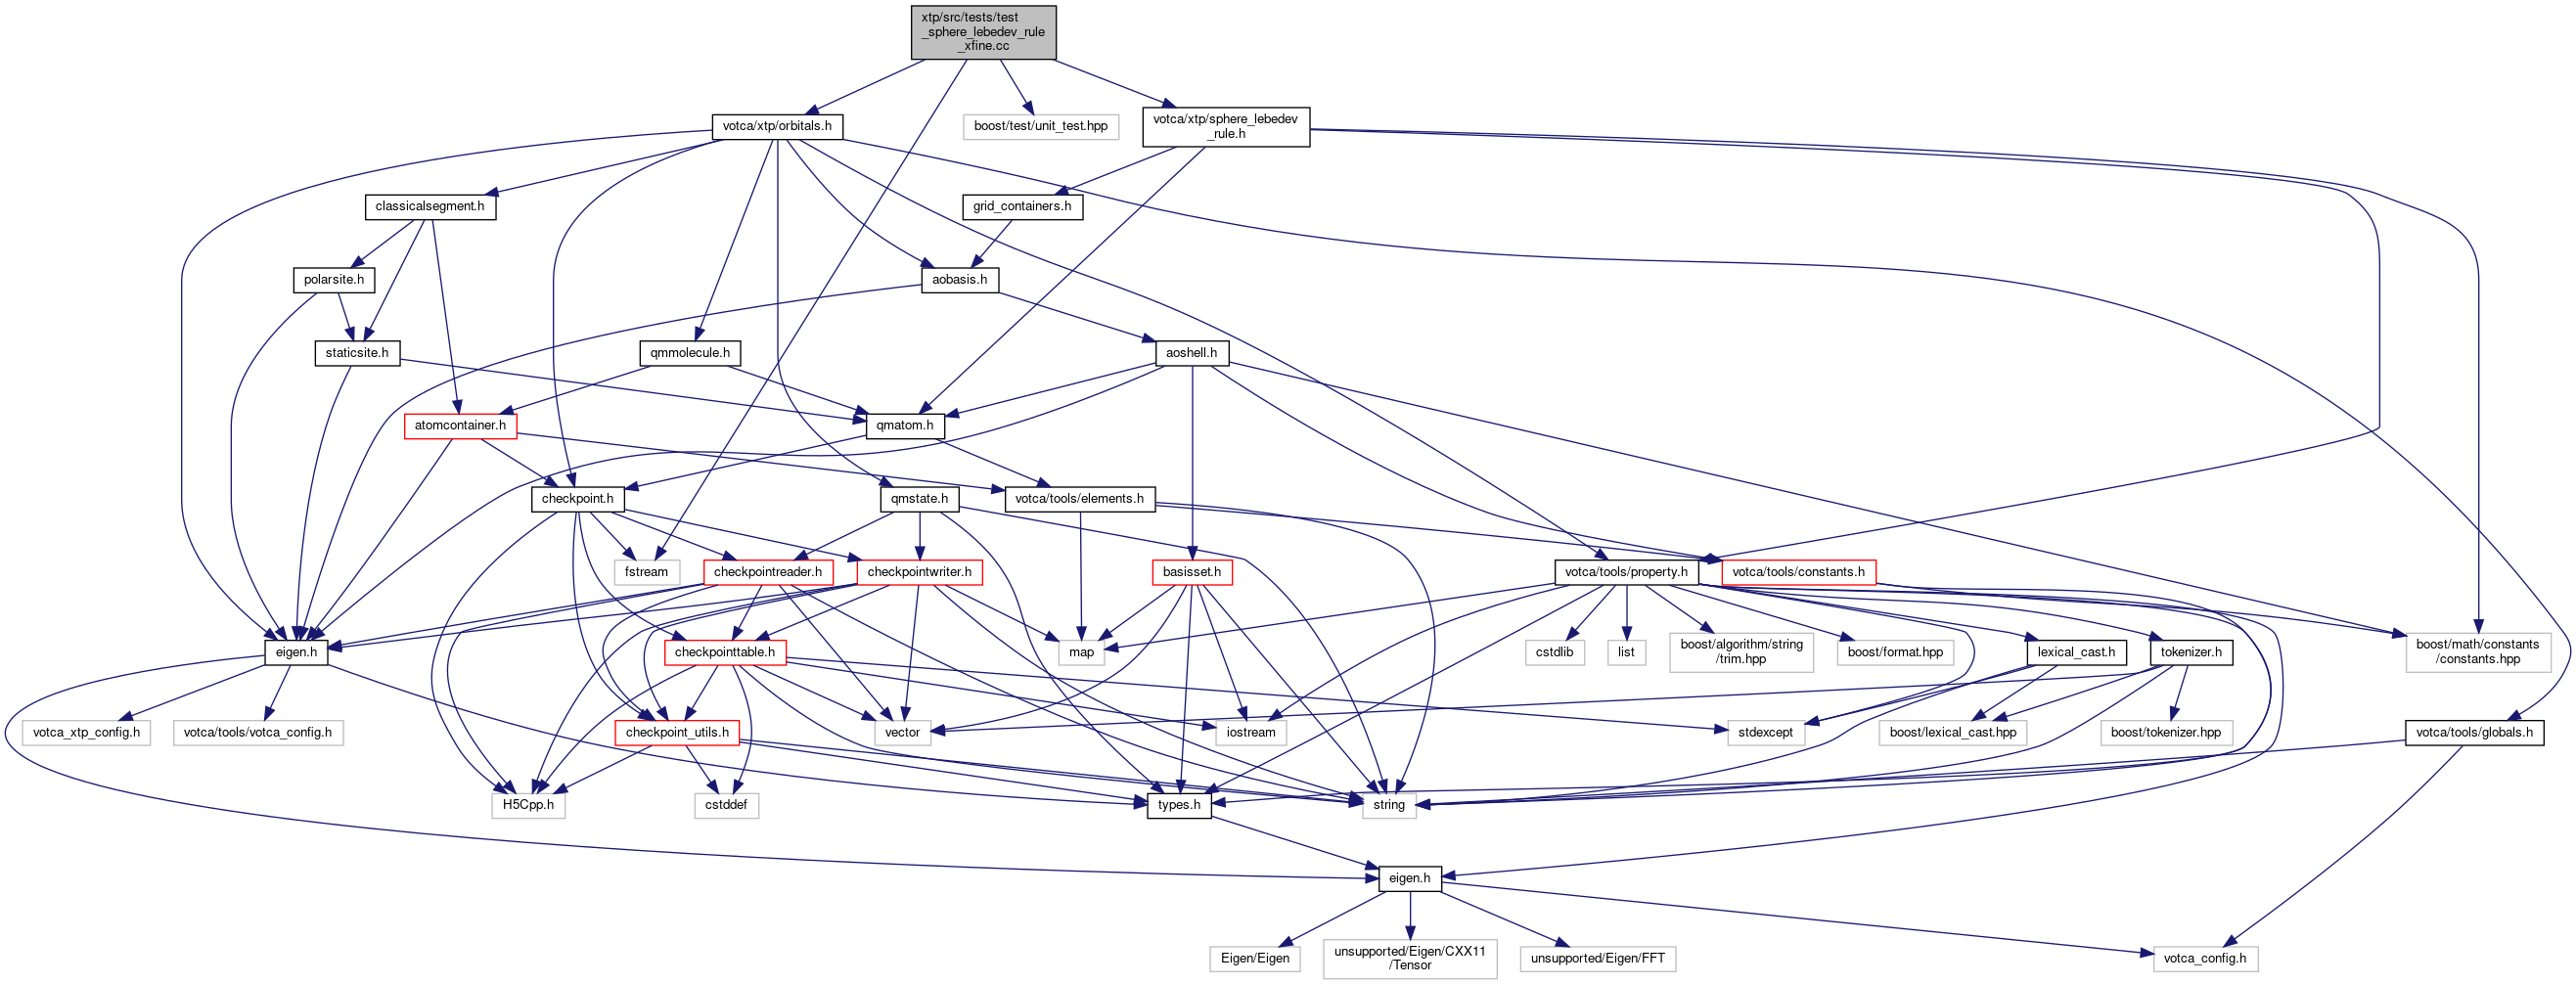 xtp/src/tests/test
_sphere_lebedev_rule
_xfine.cc
votca/xtp/orbitals.h
boost/test/unit_test.hpp
votca/xtp/sphere_lebedev
_rule.h
classicalsegment.h
grid_containers.h
polarsite.h
aobasis.h
staticsite.h
qmmolecule.h
aoshell.h
atomcontainer.h
qmatom.h
checkpoint.h
qmstate.h
votca/tools/elements.h
fstream
checkpointreader.h
checkpointwriter.h
basisset.h
votca/tools/property.h
votca/tools/constants.h
eigen.h
checkpointtable.h
map
cstdlib
list
boost/algorithm/string
/trim.hpp
boost/format.hpp
lexical_cast.h
tokenizer.h
boost/math/constants
/constants.hpp
votca_xtp_config.h
votca/tools/votca_config.h
checkpoint_utils.h
vector
iostream
stdexcept
boost/lexical_cast.hpp
boost/tokenizer.hpp
votca/tools/globals.h
H5Cpp.h
cstddef
types.h
string
eigen.h
Eigen/Eigen
unsupported/Eigen/CXX11
/Tensor
unsupported/Eigen/FFT
votca_config.h